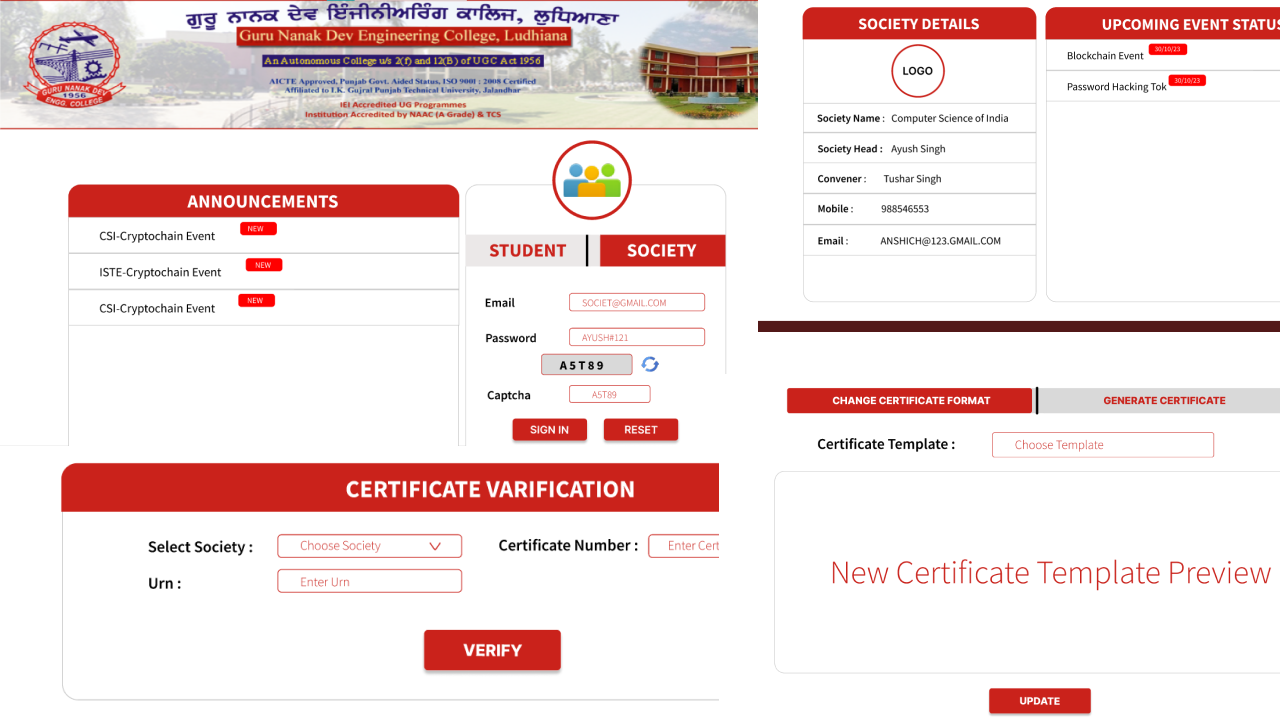 ਗੁਰੂ ਨਾਨਕ ਦੇਵ ਇੰਜੀਨੀਅਰਿੰਗ ਕਾਲਿਜ, ਲੁਧਿਆਣਾ
Guru Nanak Dev Engineering College, Ludhiana
An Autonomous College u/s 2(f) and 12(B) of UGC Act 1956
AICTE Approved, Punjab Govt. Aided Status, ISO 9001 : 2008 Certified
Affiliated to I.K. Gujral Punjab Technical University, Jalandhar
IEI Accredited UG Programmes
Institution Accredited by NAAC (A Grade) & TCS
GURU NANAK DEV
1956
ENGG. COLLEGE
ANNOUNCEMENTS
CSI-Cryptochain Event NEW
ISTE-Cryptochain Event NEW
CSI-Cryptochain Event NEW
STUDENT SOCIETY
Email SOCIET@GMAIL.COM
Password AYUSH#121
A5T89
Captcha A5T89
SIGN IN RESET
CERTIFICATE VARIFICATION
Select Society : Choose Society Certificate Number : Enter Cert
Urn : Enter Urn
VERIFY
SOCIETY DETAILS
LOGO
Society Name : Computer Science of India
Society Head : Ayush Singh
Convener : Tushar Singh
Mobile : 988546553
Email : ANSHICH@123.GMAIL.COM
UPCOMING EVENT STATUS
Blockchain Event 30/10/23
Password Hacking Tok 30/10/23
CHANGE CERTIFICATE FORMAT GENERATE CERTIFICATE
Certificate Template : Choose Template
New Certificate Template Preview
UPDATE